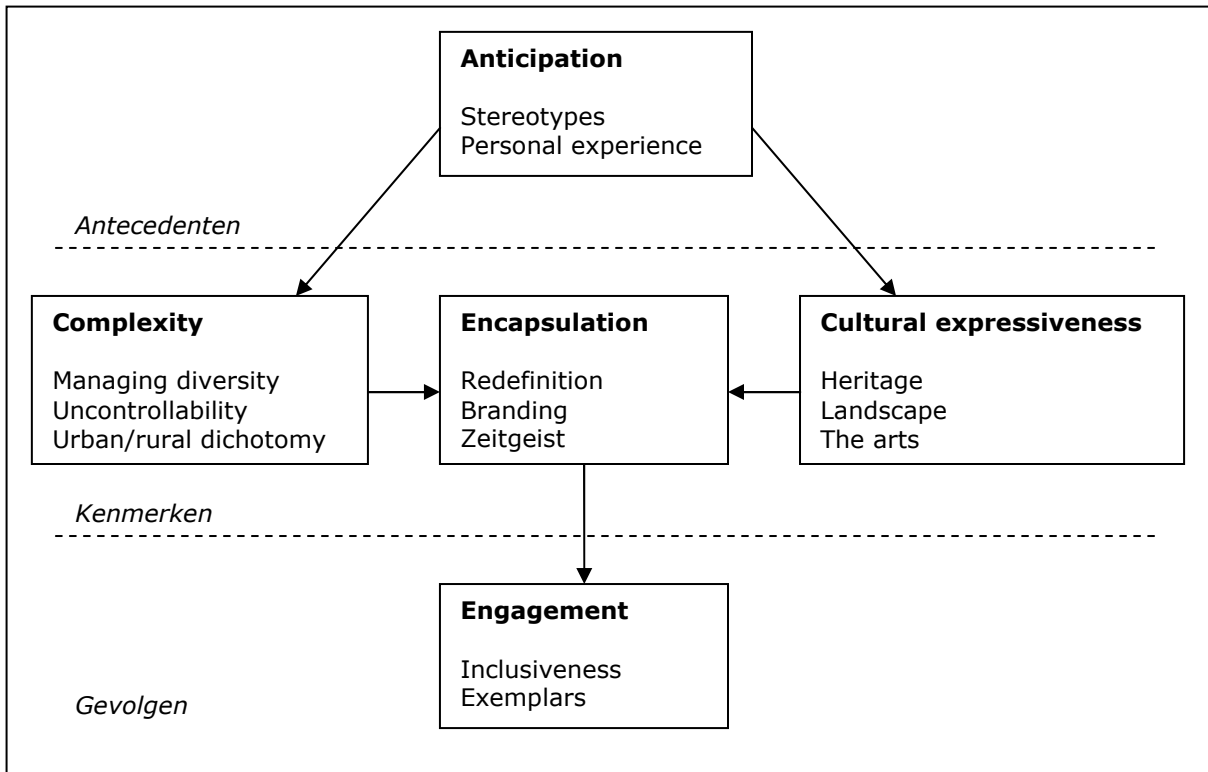 Anticipation
Stereotypes
Personal experience
Antecedenten
Complexity
Managing diversity
Uncontrollability
Urban/rural dichotomy
Encapsulation
Redefinition
Branding
Zeitgeist
Cultural expressiveness
Heritage
Landscape
The arts
Kenmerken
Engagement
Inclusiveness
Exemplars
Gevolgen